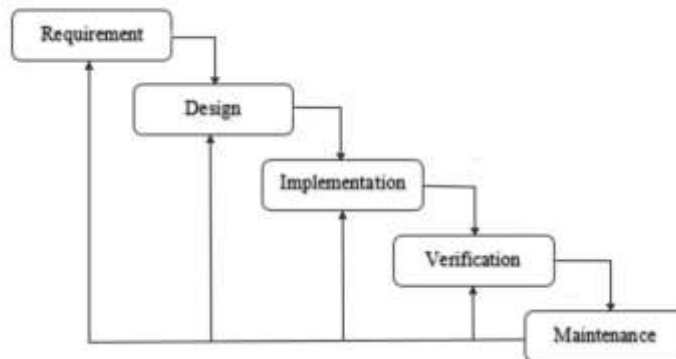 Requirement
Design
Implementation
Verification
Maintenance